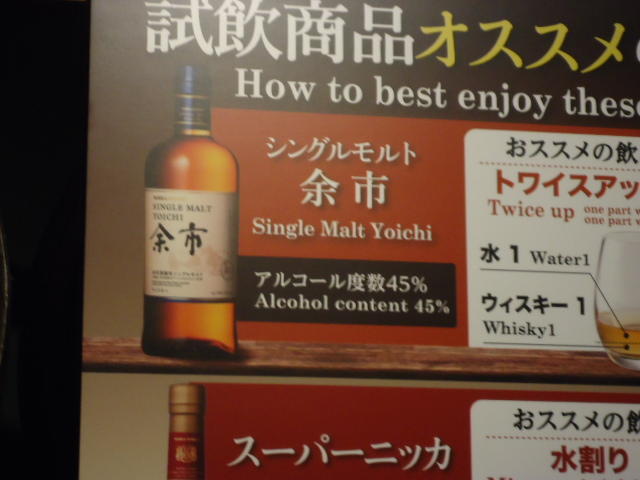 試飲商品オススメ
How to best enjoy these
シングルモルト
余市
Single Malt Yoichi
アルコール度数45%
Alcohol content 45%
SINGLE MALT
YOICHI
余市
おススメの飲
トワイスアッ
Twice up one part
one part
水 1 Water1
ウィスキー 1
Whisky1
スーパーニッカ
おススメの飲
水割り